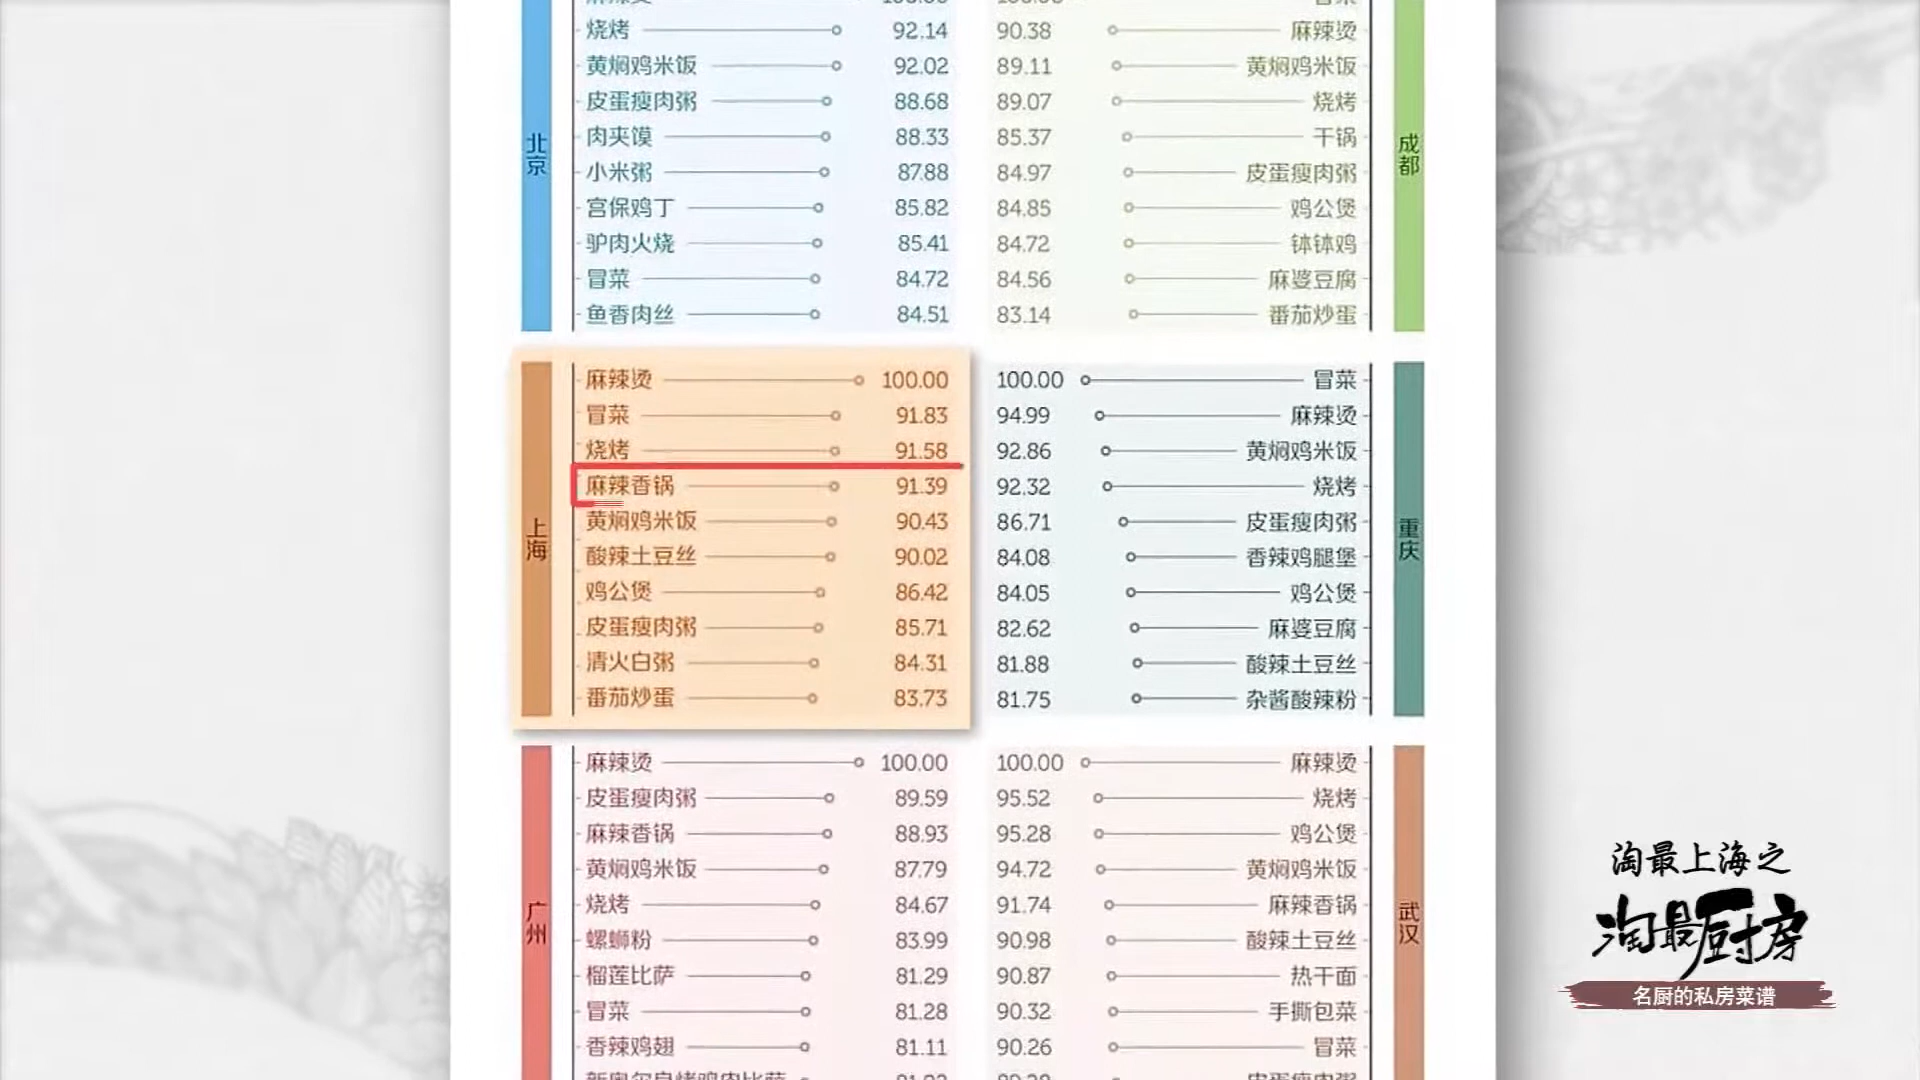 麻辣烫 100.00
烧烤 92.14
黄焖鸡米饭 92.02
皮蛋瘦肉粥 88.68
肉夹馍 88.33
小米粥 87.88
宫保鸡丁 85.82
驴肉火烧 85.41
冒菜 84.72
鱼香肉丝 84.51
北京
100.00 冒菜
90.38 麻辣烫
89.11 黄焖鸡米饭
89.07 烧烤
85.37 干锅
84.97 皮蛋瘦肉粥
84.85 鸡公煲
84.72 钵钵鸡
84.56 麻婆豆腐
83.14 番茄炒蛋
成都
麻辣烫 100.00
冒菜 91.83
烧烤 91.58
麻辣香锅 91.39
黄焖鸡米饭 90.43
酸辣土豆丝 90.02
鸡公煲 86.42
皮蛋瘦肉粥 85.71
清火白粥 84.31
番茄炒蛋 83.73
上海
100.00 冒菜
94.99 麻辣烫
92.86 黄焖鸡米饭
92.32 烧烤
86.71 皮蛋瘦肉粥
84.08 香辣鸡腿堡
84.05 鸡公煲
82.62 麻婆豆腐
81.88 酸辣土豆丝
81.75 杂酱酸辣粉
重庆
麻辣烫 100.00
皮蛋瘦肉粥 89.59
麻辣香锅 88.93
黄焖鸡米饭 87.79
烧烤 84.67
螺蛳粉 83.99
榴莲比萨 81.29
冒菜 81.28
香辣鸡翅 81.11
广州
100.00 麻辣烫
95.52 烧烤
95.28 鸡公煲
94.72 黄焖鸡米饭
91.74 麻辣香锅
90.98 酸辣土豆丝
90.87 热干面
90.32 手撕包菜
90.26 冒菜
皮蛋瘦肉粥
武汉
淘最上海之
淘最厨房
名厨的私房菜谱